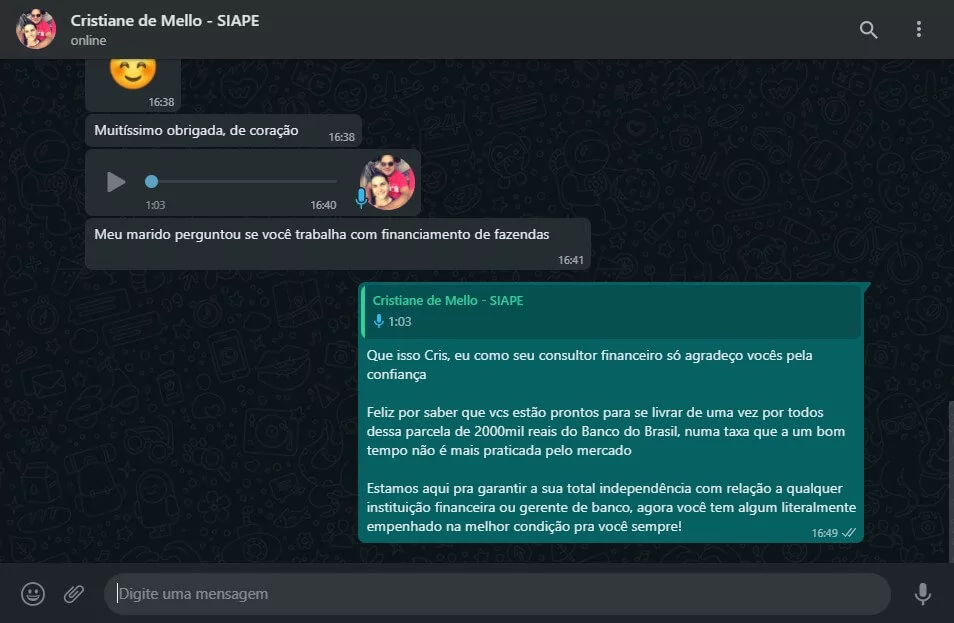 Cristiane de Mello - SIAPE
online
16:38
Muitíssimo obrigada, de coração
16:38
1:03
16:40
Meu marido perguntou se você trabalha com financiamento de fazendas
16:41
Cristiane de Mello - SIAPE
1:03
Que isso Cris, eu como seu consultor financeiro só agradeço vocês pela
confiança
Feliz por saber que vcs estão prontos para se livrar de uma vez por todos
dessa parcela de 2000mil reais do Banco do Brasil, numa taxa que a um bom
tempo não é mais praticada pelo mercado
Estamos aqui pra garantir a sua total independência com relação a qualquer
instituição financeira ou gerente de banco, agora você tem algum literalmente
empenhado na melhor condição pra você sempre!
16:49
Digite uma mensagem